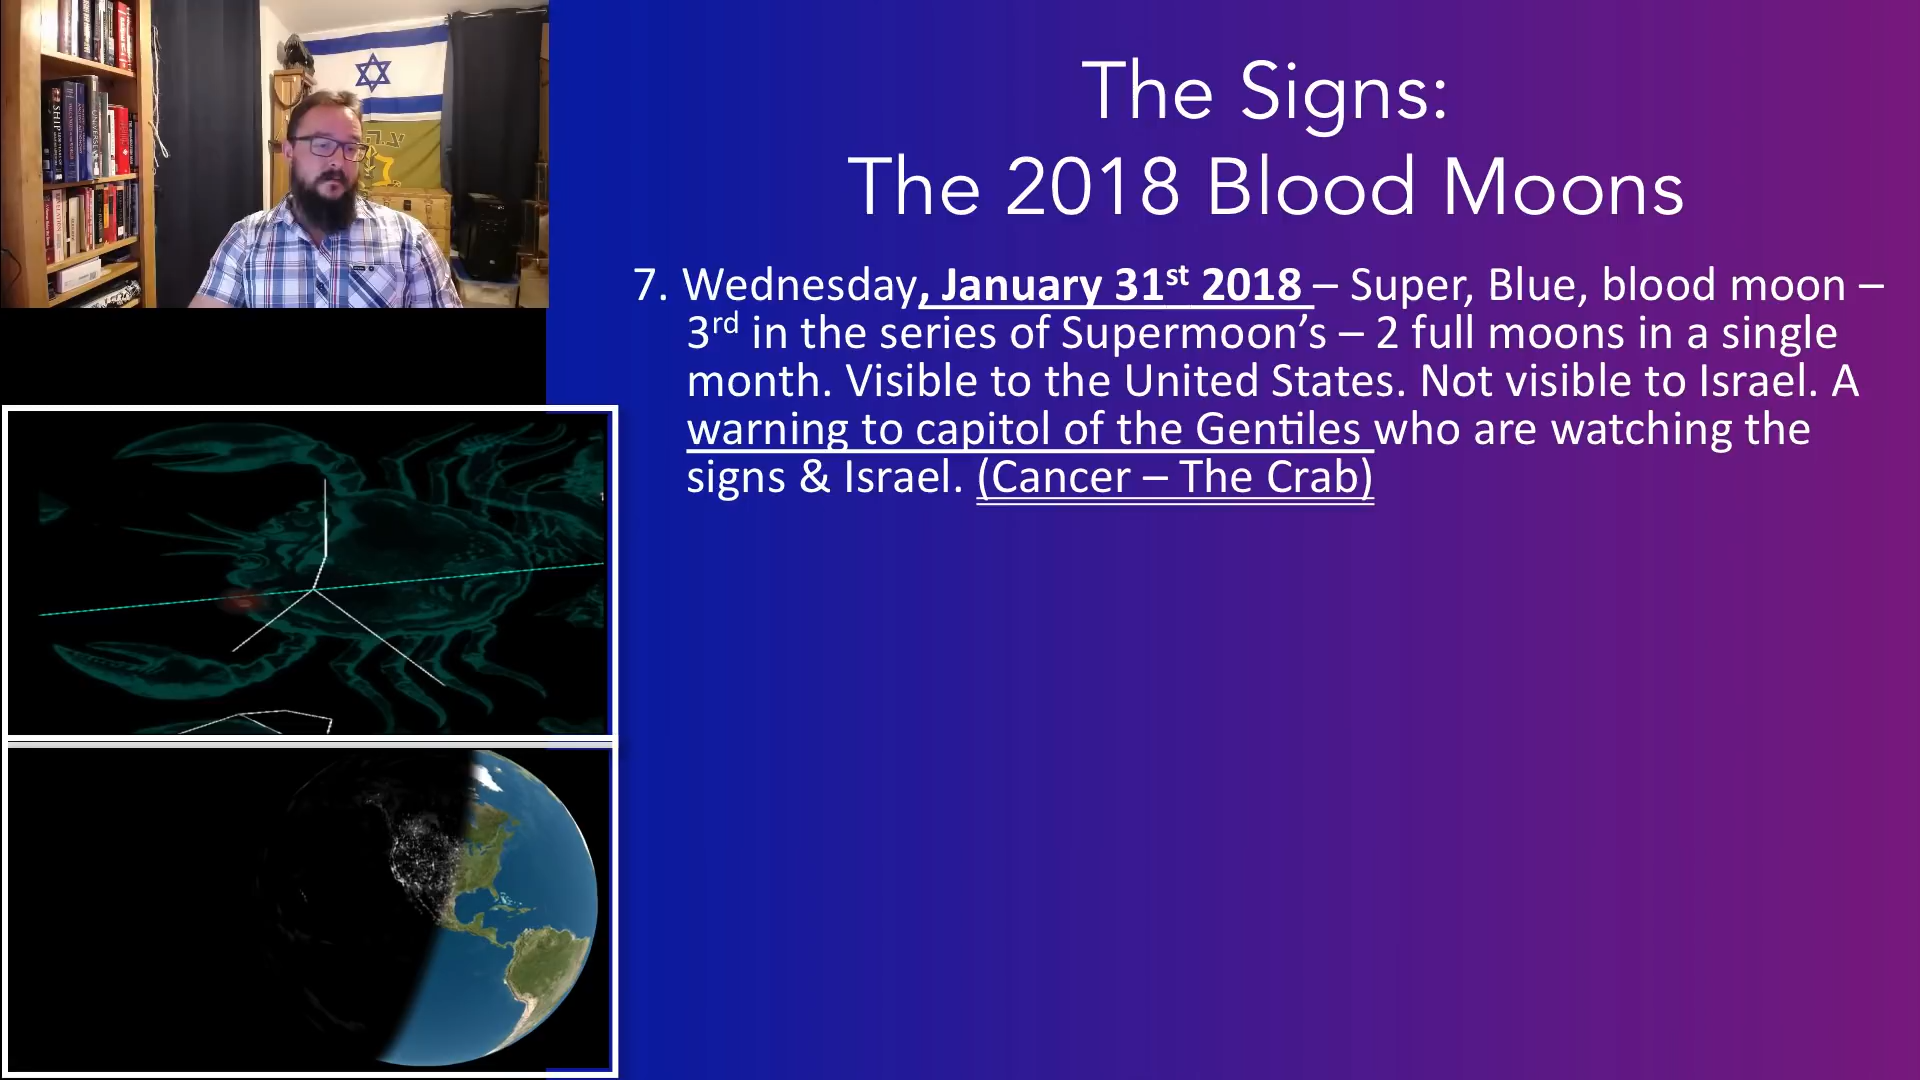 The Signs:
The 2018 Blood Moons
7. Wednesday, January 31st 2018 – Super, Blue, blood moon –
3rd in the series of Supermoon’s – 2 full moons in a single
month. Visible to the United States. Not visible to Israel. A
warning to capitol of the Gentiles who are watching the
signs & Israel. (Cancer – The Crab)